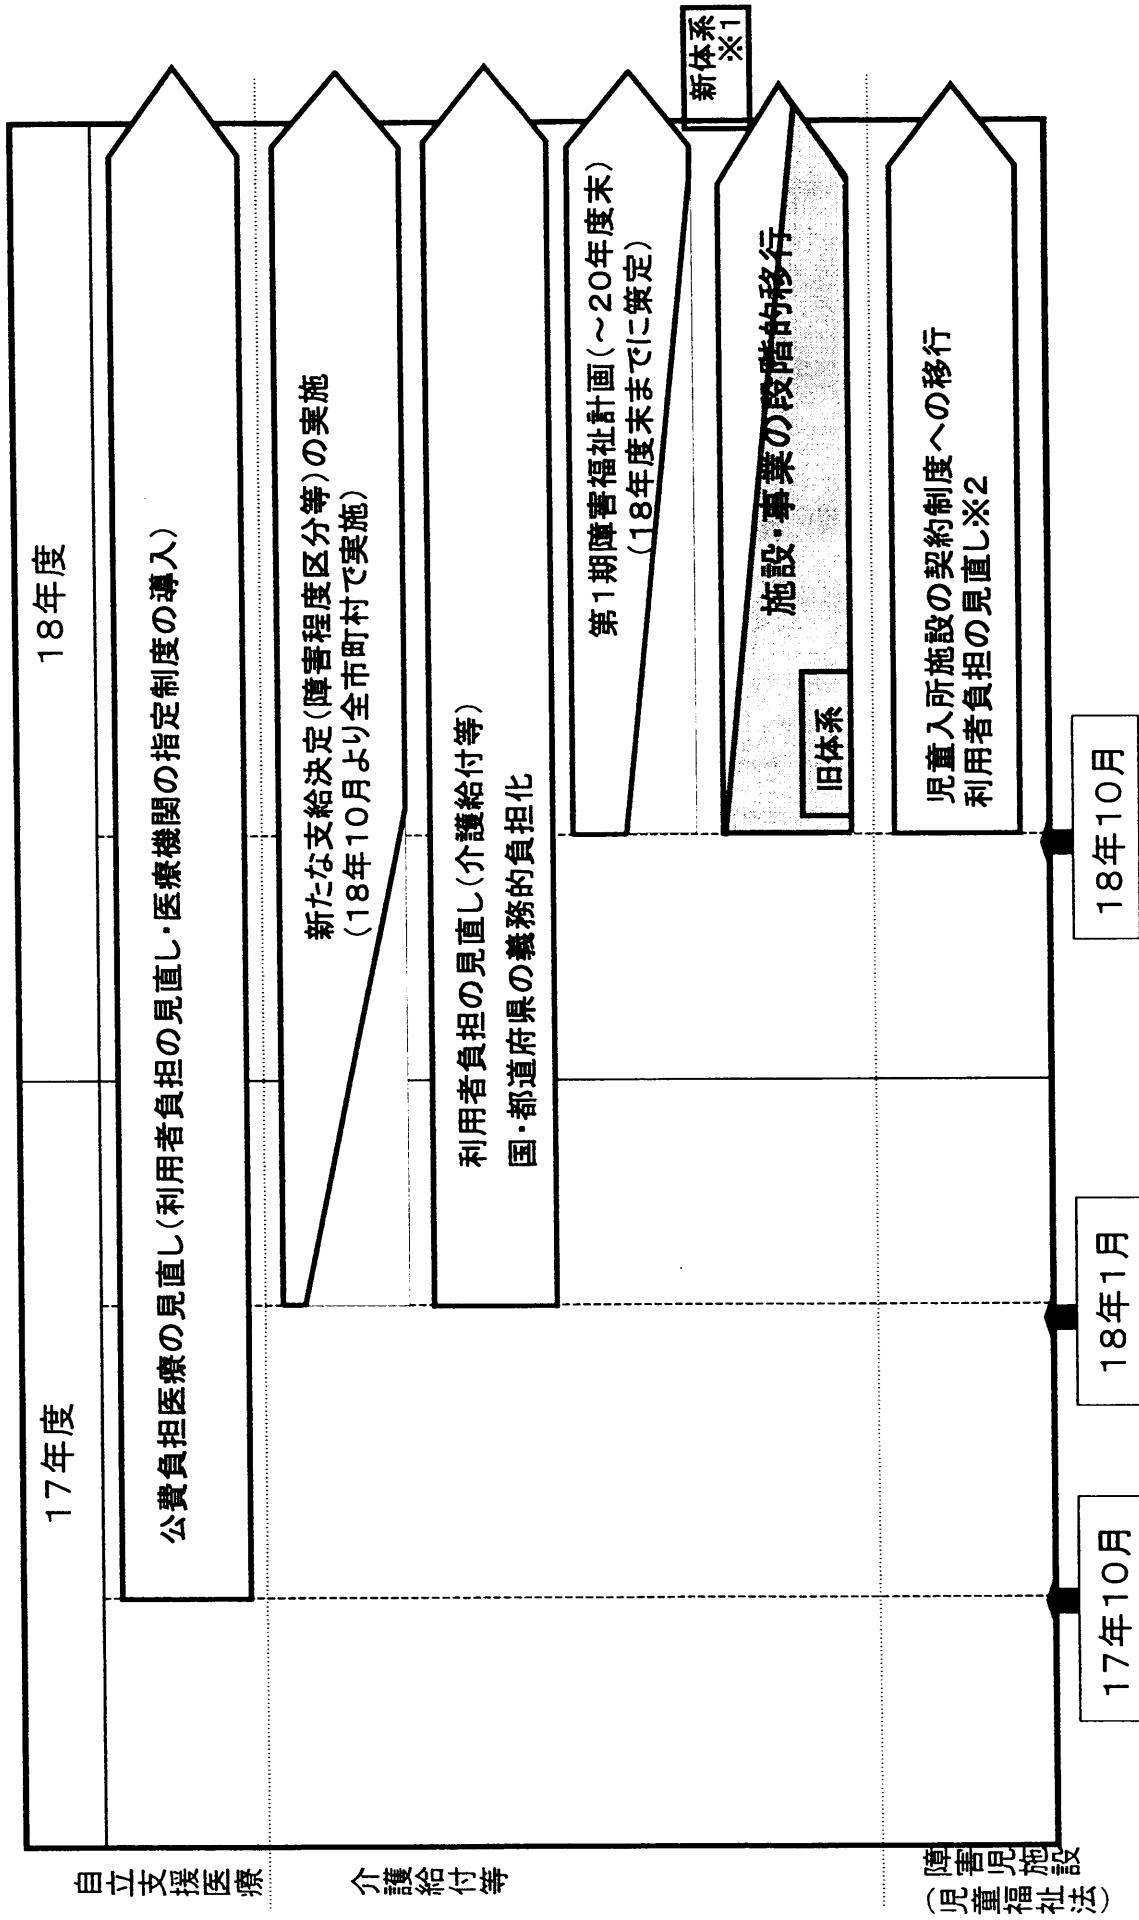 17年度
18年度
自立支援医療
公費負担医療の見直し(利用者負担の見直し・医療機関の指定制度の導入)
介護給付等
新たな支給決定(障害程度区分等)の実施
(18年10月より全市町村で実施)
利用者負担の見直し(介護給付等)
国・都道府県の義務的負担化
第1期障害福祉計画(~20年度末)
(18年度末までに策定)
新体系
※1
施設・事業の段階的移行
旧体系
障害児施設
(児童福祉法)
児童入所施設の契約制度への移行
利用者負担の見直し※2
17年10月
18年1月
18年10月